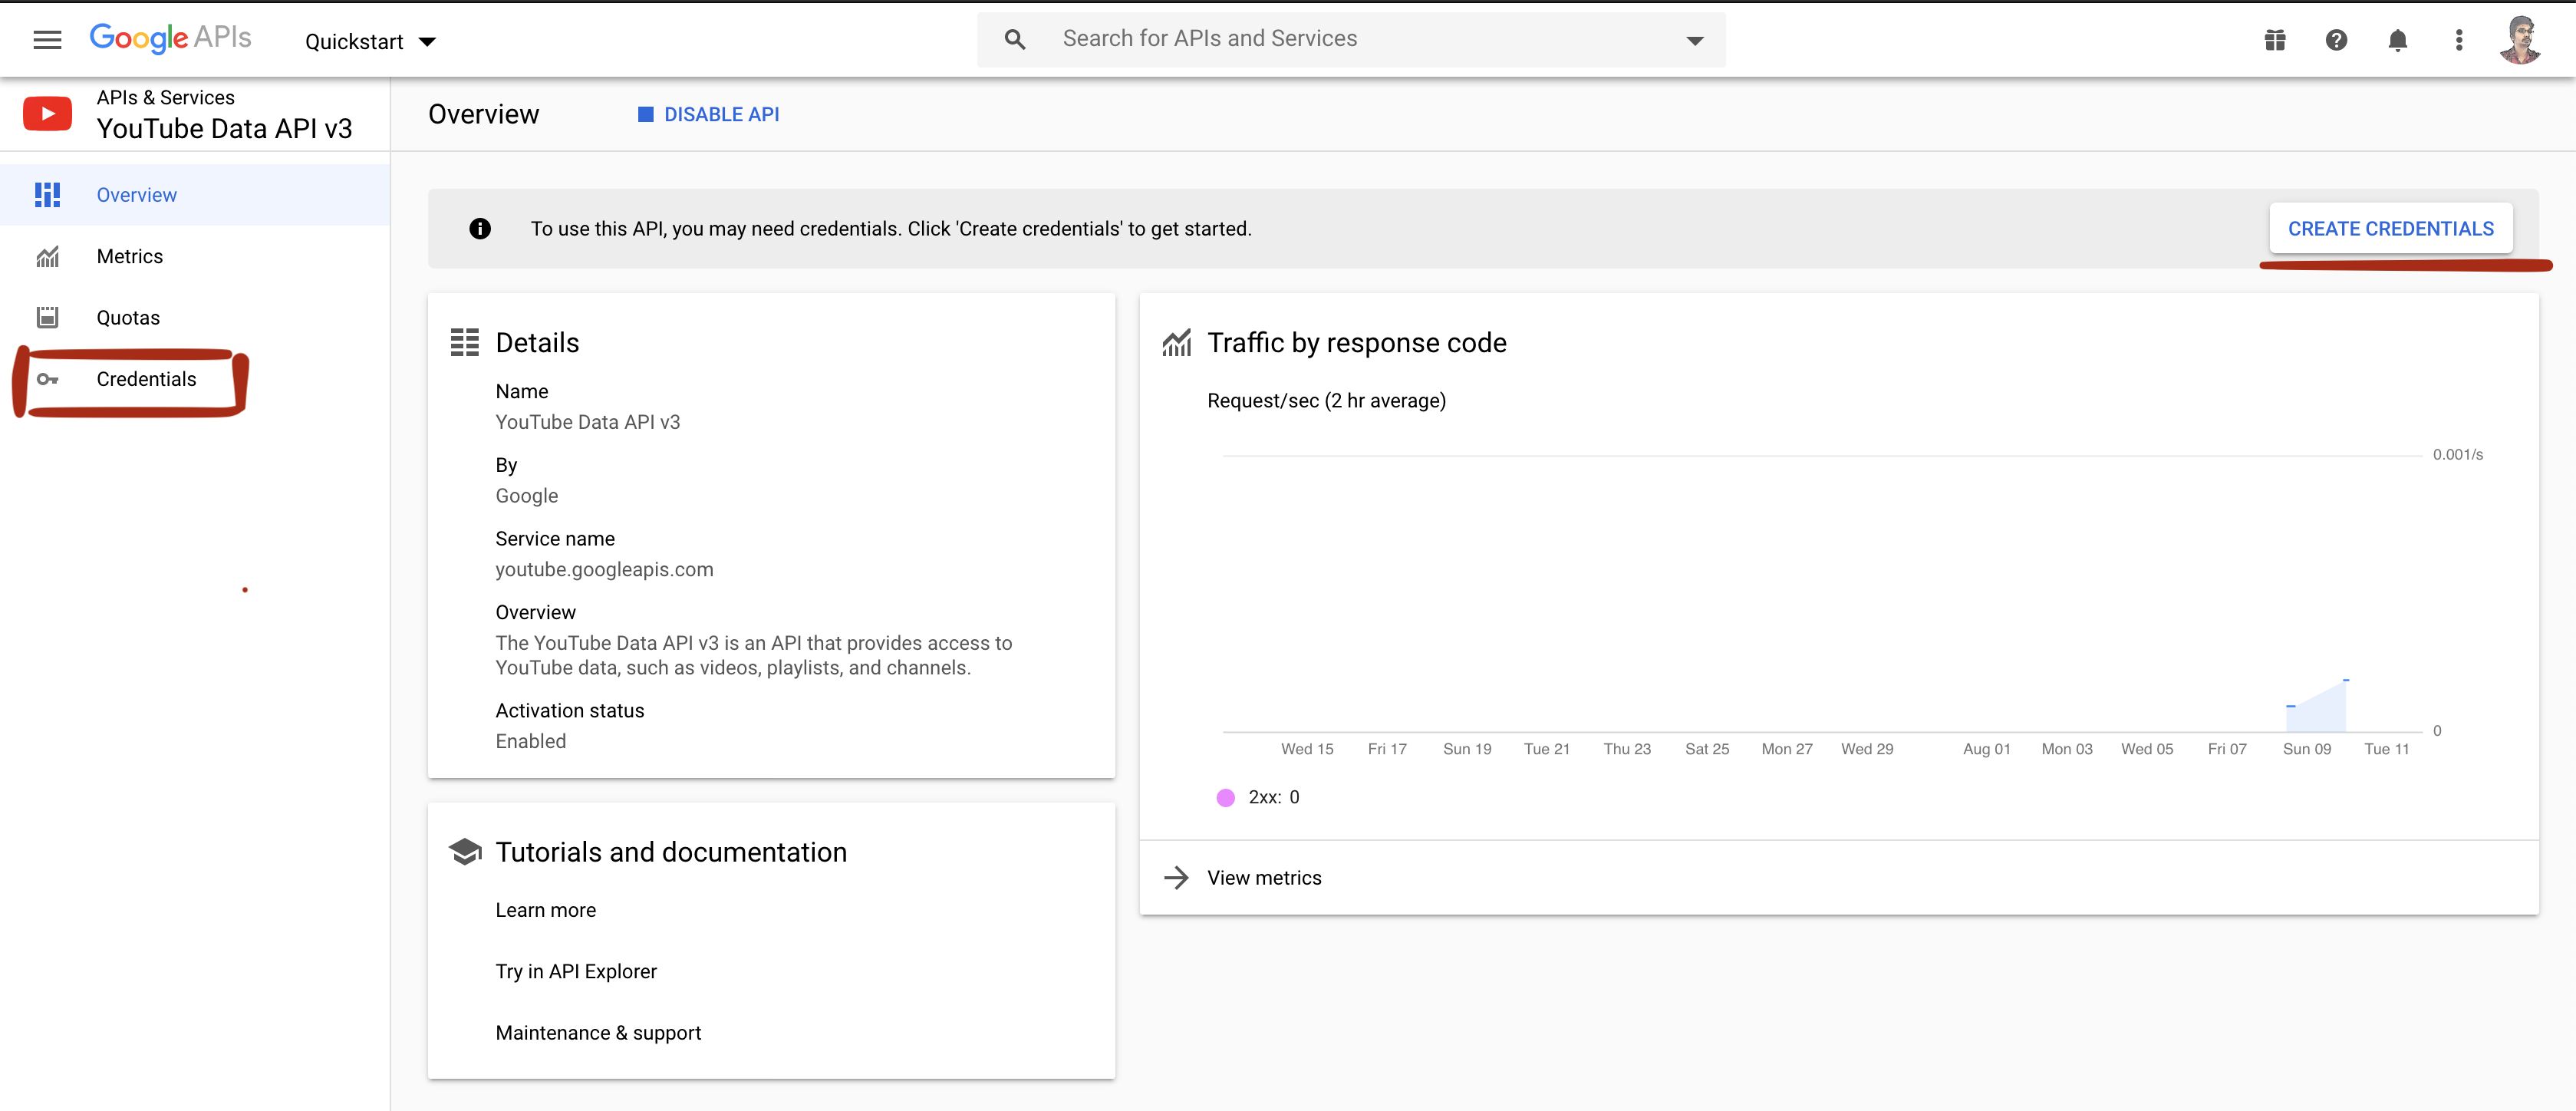 Google APIs
Quickstart
Search for APIs and Services
APIs & Services
YouTube Data API v3
Overview
Metrics
Quotas
Credentials
Overview
DISABLE API
To use this API, you may need credentials. Click 'Create credentials' to get started.
CREATE CREDENTIALS
Details
Name
YouTube Data API v3
By
Google
Service name
youtube.googleapis.com
Overview
The YouTube Data API v3 is an API that provides access to
YouTube data, such as videos, playlists, and channels.
Activation status
Enabled
Tutorials and documentation
Learn more
Try in API Explorer
Maintenance & support
Traffic by response code
Request/sec (2 hr average)
0.001/s
0
Wed 15 Fri 17 Sun 19 Tue 21 Thu 23 Sat 25 Mon 27 Wed 29 Aug 01 Mon 03 Wed 05 Fri 07 Sun 09 Tue 11
2xx: 0
View metrics